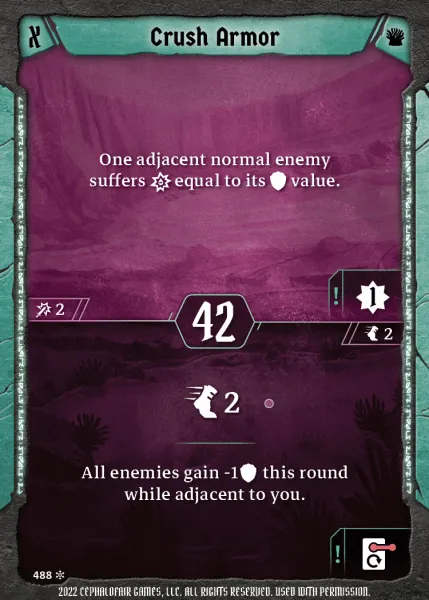 X
Crush Armor
One adjacent normal enemy
suffers equal to its value.
! 1
2
42
2
2
All enemies gain -1 this round
while adjacent to you.
!
488
2022 CEPHALOFAIR GAMES, LLC. ALL RIGHTS RESERVED. USED WITH PERMISSION.